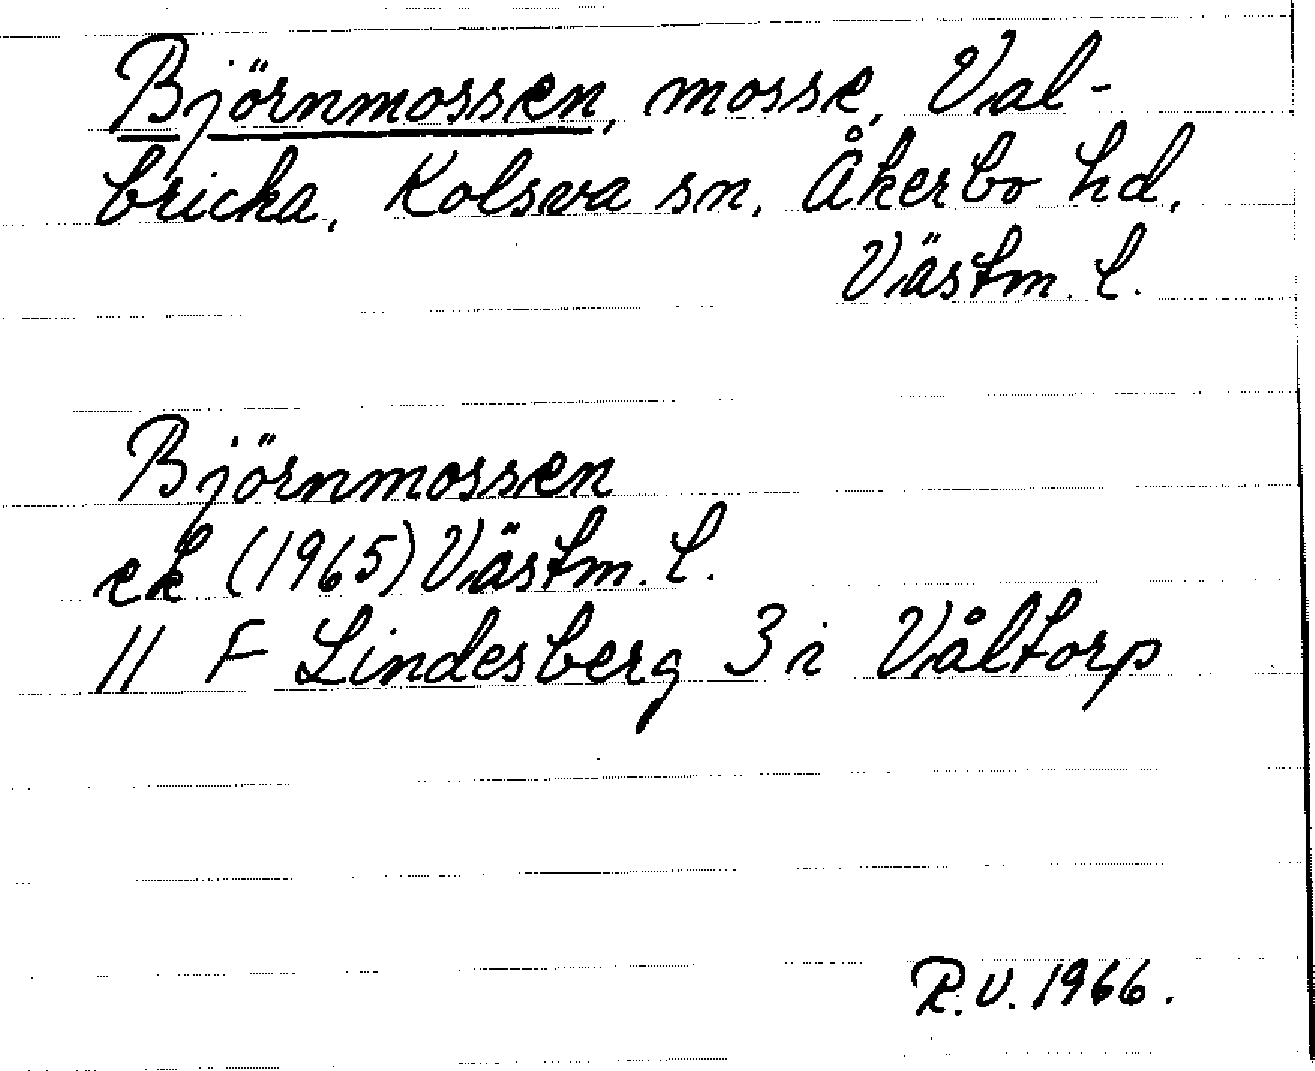 Björnmossen, mosse, Val-
bricka, Kolsva sn, Åkerbo hd,
Västm. l.
Björnmossen
ek (1965) Västm. l.
11 F Lindesberg 3 i Våltorp
R.V. 1966.